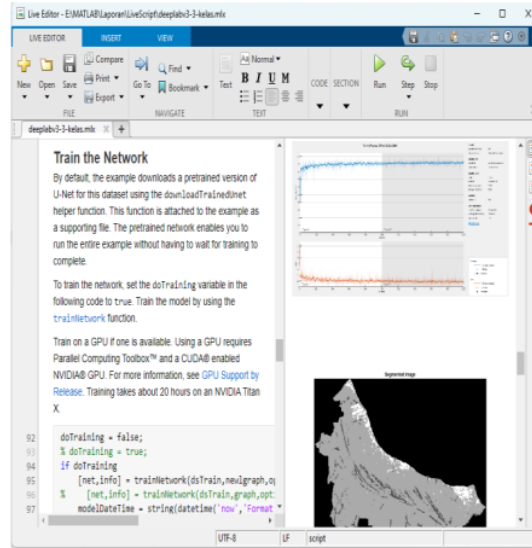 Live Editor - E:\MATLAB\Laporan\LiveScript\deeplabv3-3-kelas.mlx
LIVE EDITOR INSERT VIEW
New Open Save Compare Print Export
Go To Find Bookmark
Text Normal B I U M
CODE SECTION
Run Step Stop
FILE NAVIGATE TEXT RUN
deeplabv3-3-kelas.mlx
Train the Network
By default, the example downloads a pretrained version of
U-Net for this dataset using the downloadTrainedUnet
helper function. This function is attached to the example as
a supporting file. The pretrained network enables you to
run the entire example without having to wait for training to
complete.
To train the network, set the doTraining variable in the
following code to true. Train the model by using the
trainNetwork function.
Train on a GPU if one is available. Using a GPU requires
Parallel Computing Toolbox™ and a CUDA® enabled
NVIDIA® GPU. For more information, see GPU Support by
Release. Training takes about 20 hours on an NVIDIA Titan
X.
92 doTraining = false;
93 % doTraining = true;
94 if doTraining
95 [net,info] = trainNetwork(dsTrain,newlgraph,op
96 % [net,info] = trainNetwork(dsTrain,graph,opti
97 modelDateTime = string(datetime('now','Format
Segmented Image
UTF-8 LF script